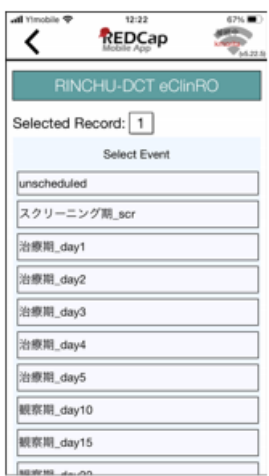 Y!mobile 12:22 67%
REDCap
Mobile App
(v5.22.5)
RINCHU-DCT eClinRO
Selected Record: 1
Select Event
unscheduled
スクリーニング期_scr
治療期_day1
治療期_day2
治療期_day3
治療期_day4
治療期_day5
観察期_day10
観察期_day15